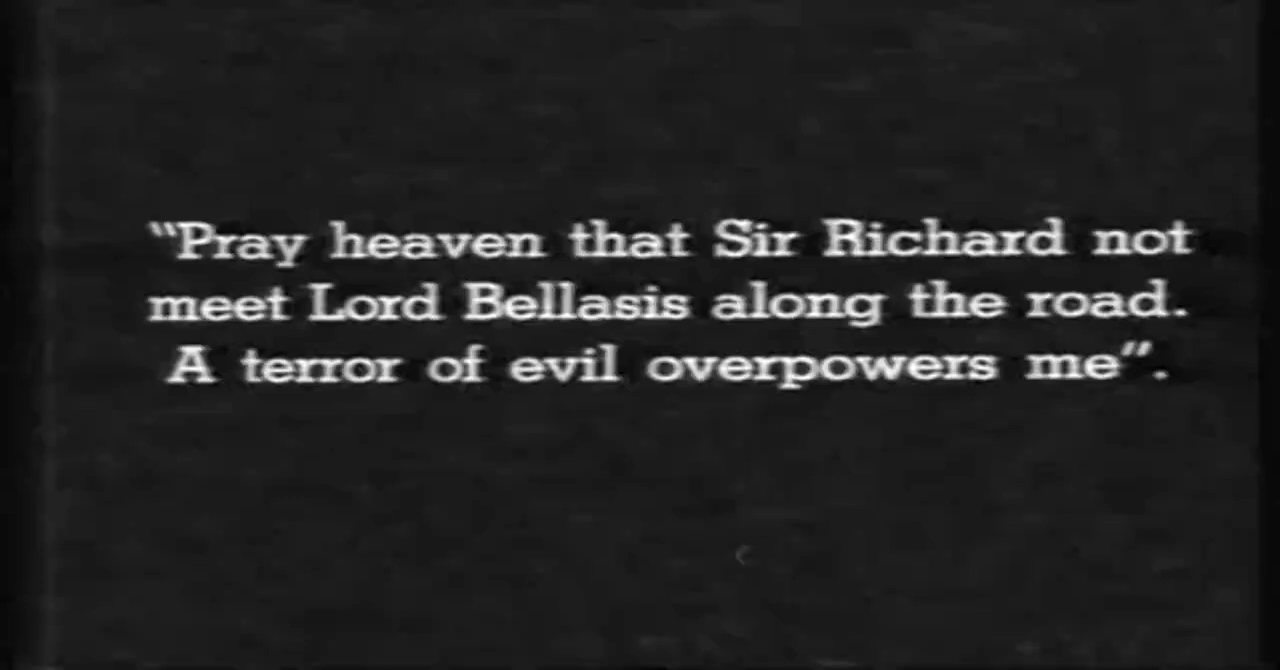 "Pray heaven that Sir Richard not
meet Lord Bellasis along the road.
A terror of evil overpowers me".